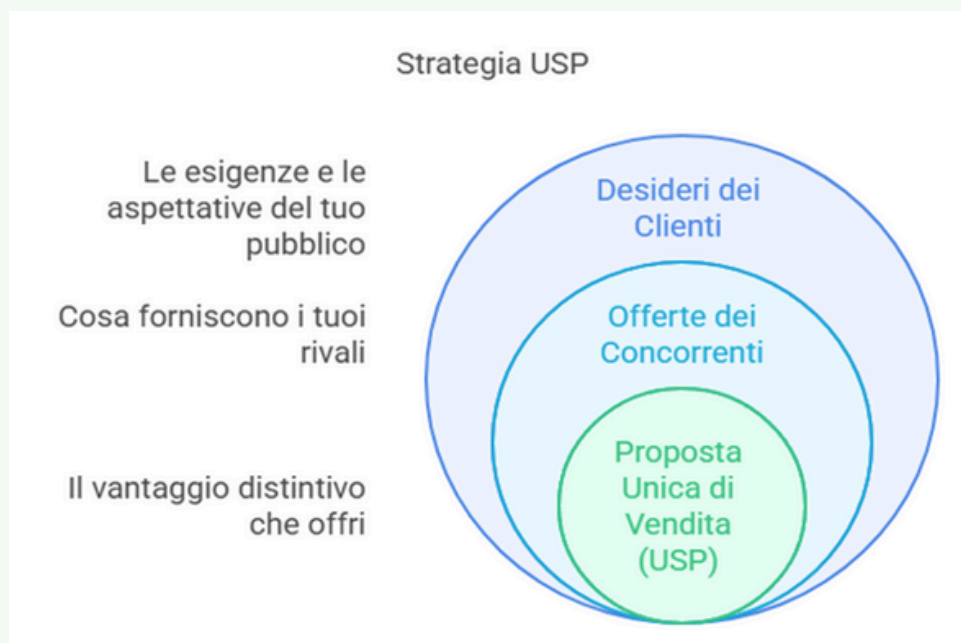 Strategia USP
Le esigenze e le
aspettative del tuo
pubblico
Desideri dei
Clienti
Cosa forniscono i tuoi
rivali
Offerte dei
Concorrenti
Il vantaggio distintivo
che offri
Proposta
Unica di
Vendita
(USP)